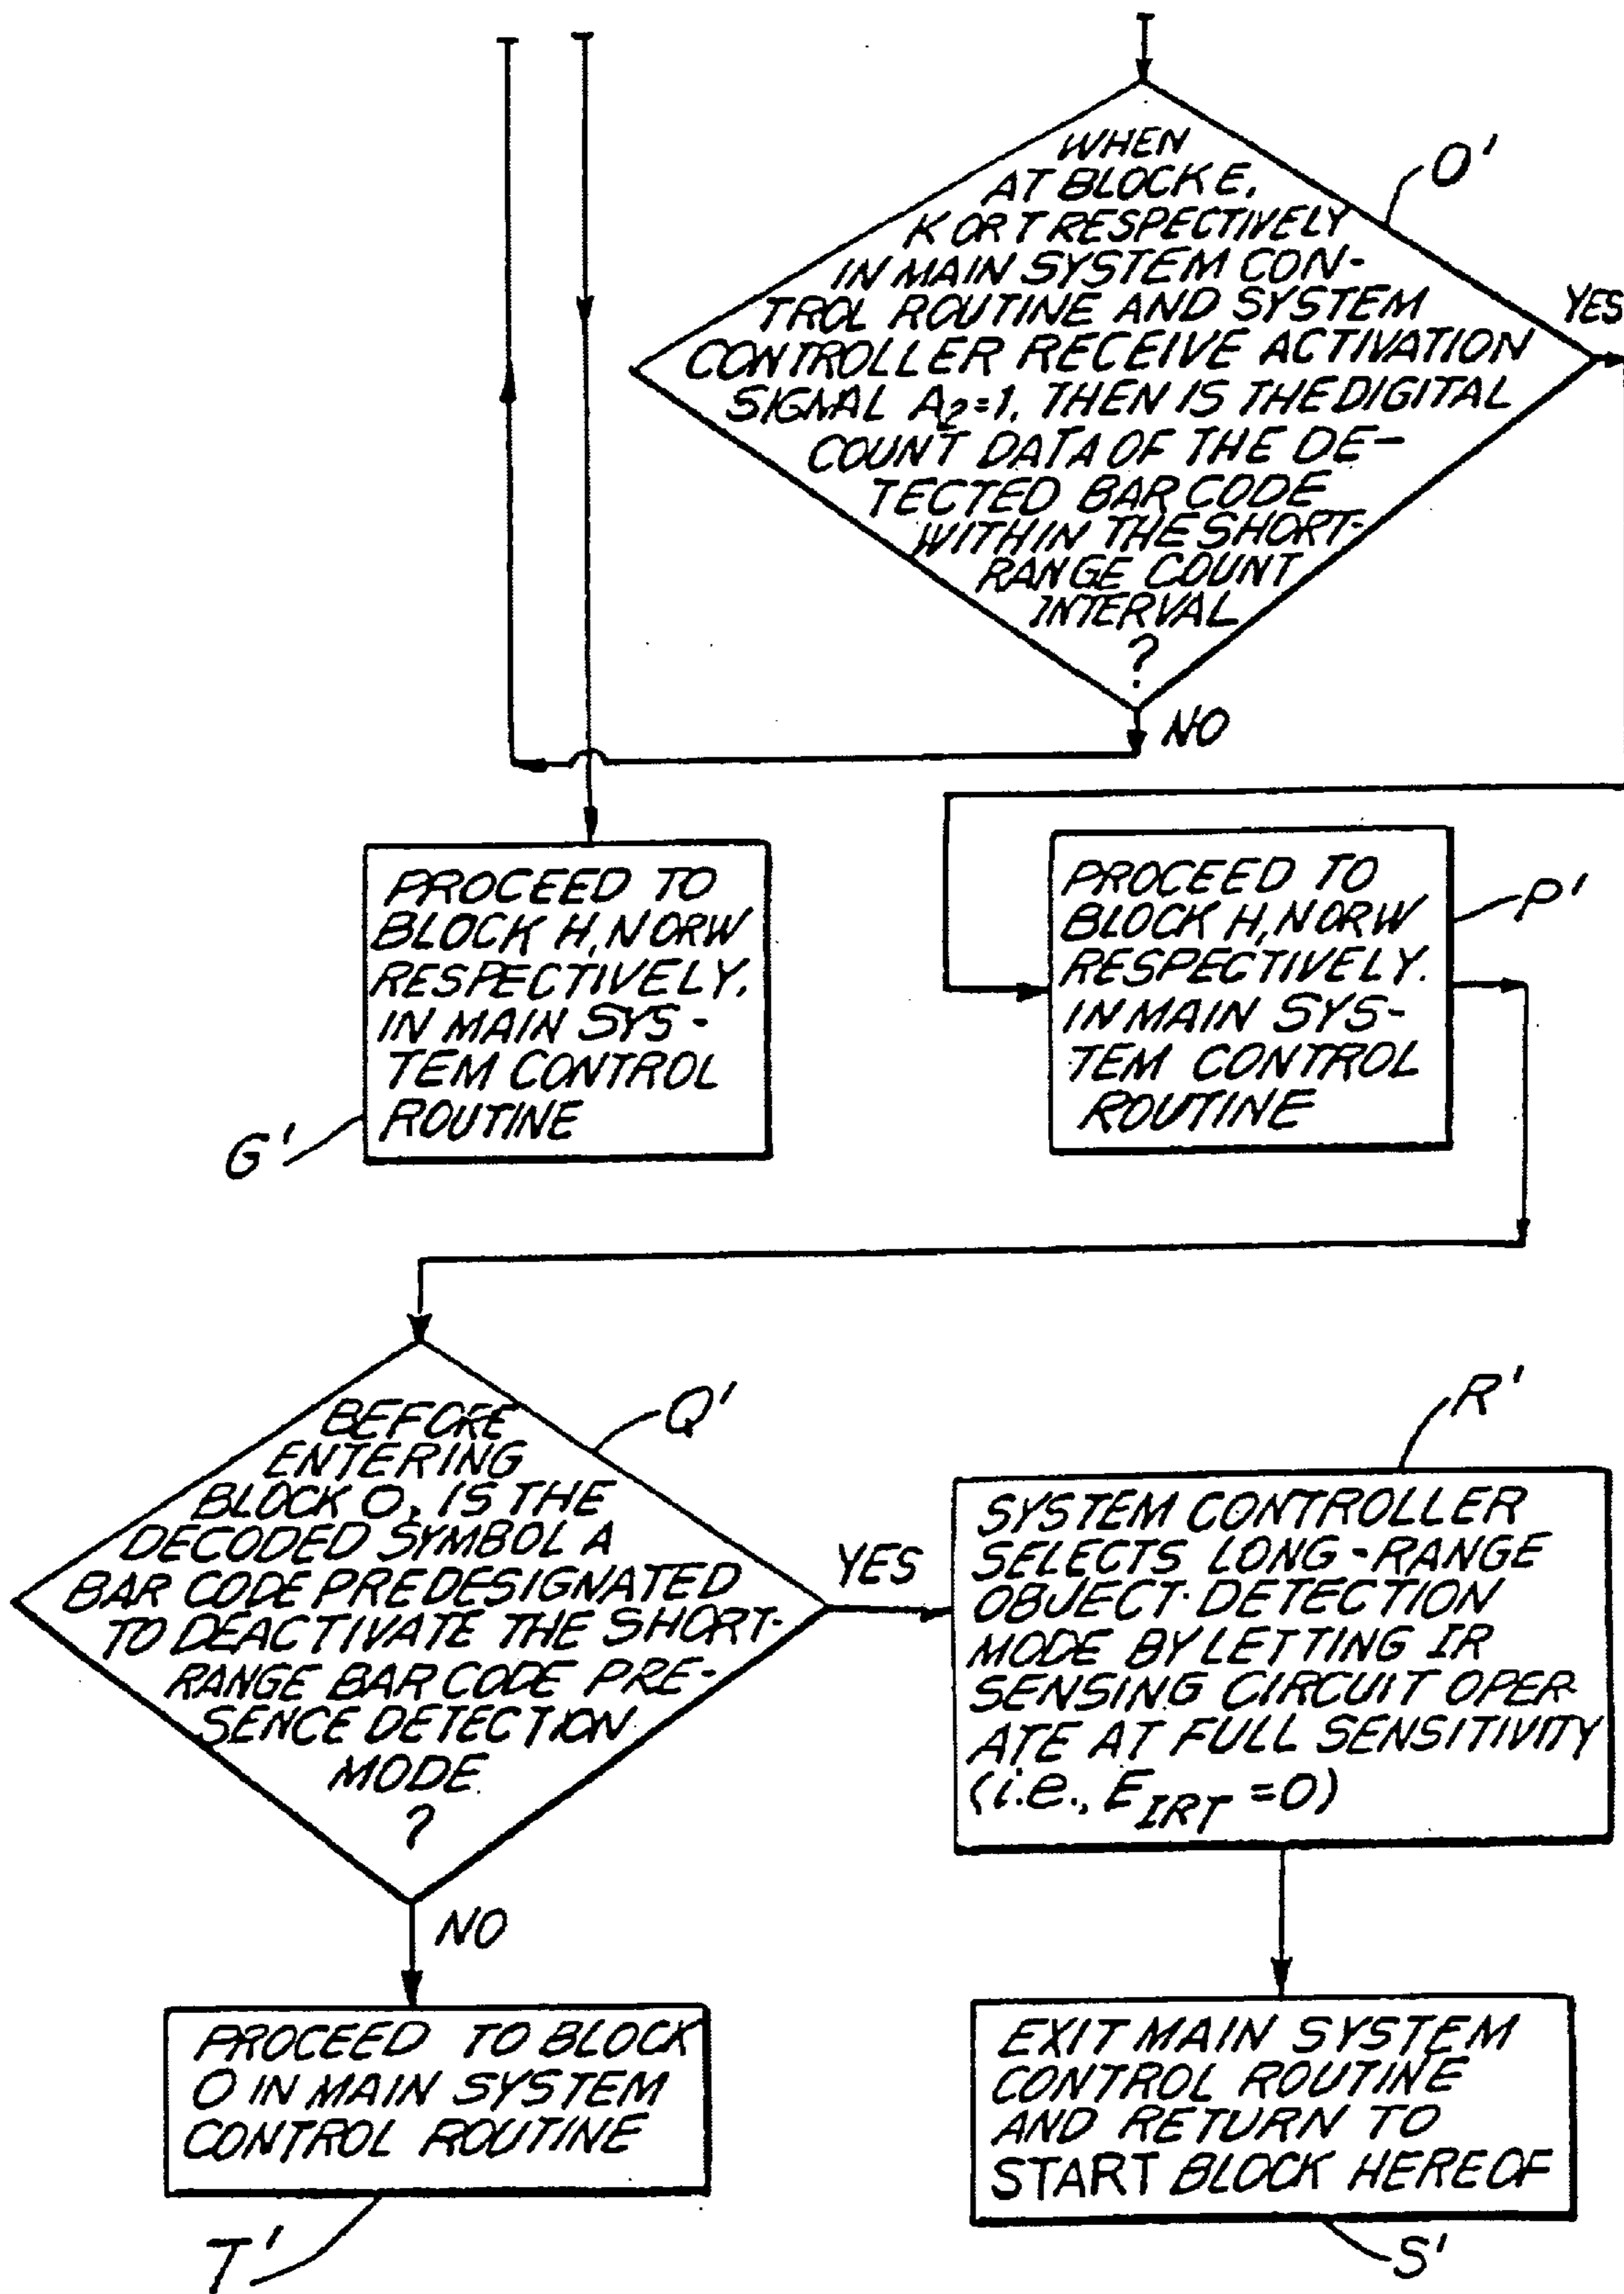 WHEN
AT BLOCK E,
K OR T RESPECTIVELY
IN MAIN SYSTEM CON-
TROL ROUTINE AND SYSTEM
CONTROLLER RECEIVE ACTIVATION
SIGNAL A2=1, THEN IS THE DIGITAL
COUNT DATA OF THE DE-
TECTED BAR CODE
WITHIN THE SHORT-
RANGE COUNT
INTERVAL
?
O'
YES
NO
PROCEED TO
BLOCK H, N OR W
RESPECTIVELY,
IN MAIN SYS-
TEM CONTROL
ROUTINE
G'
PROCEED TO
BLOCK H, N OR W
RESPECTIVELY.
IN MAIN SYS-
TEM CONTROL
ROUTINE
P'
BEFORE
ENTERING
BLOCK O, IS THE
DECODED SYMBOL A
BAR CODE PREDESIGNATED
TO DEACTIVATE THE SHORT-
RANGE BAR CODE PRE-
SENCE DETECTION
MODE
?
Q'
YES
NO
SYSTEM CONTROLLER
SELECTS LONG-RANGE
OBJECT-DETECTION
MODE BY LETTING IR
SENSING CIRCUIT OPER-
ATE AT FULL SENSITIVITY
(i.e., E IRT =0)
R'
PROCEED TO BLOCK
O IN MAIN SYSTEM
CONTROL ROUTINE
T'
EXIT MAIN SYSTEM
CONTROL ROUTINE
AND RETURN TO
START BLOCK HEREOF
S'